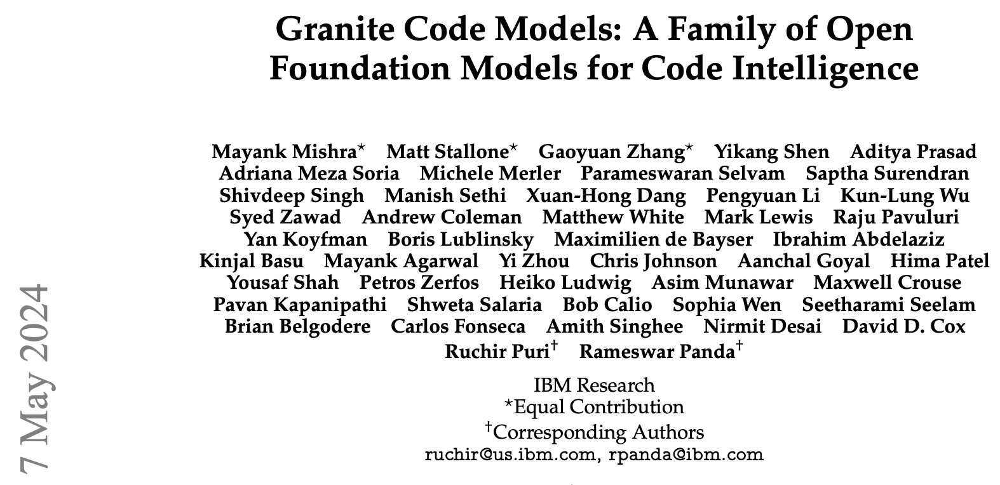 Granite Code Models: A Family of Open
Foundation Models for Code Intelligence
Mayank Mishra⋆ Matt Stallone⋆ Gaoyuan Zhang⋆ Yikang Shen Aditya Prasad
Adriana Meza Soria Michele Merler Parameswaran Selvam Saptha Surendran
Shivdeep Singh Manish Sethi Xuan-Hong Dang Pengyuan Li Kun-Lung Wu
Syed Zawad Andrew Coleman Matthew White Mark Lewis Raju Pavuluri
Yan Koyfman Boris Lublinsky Maximilien de Bayser Ibrahim Abdelaziz
Kinjal Basu Mayank Agarwal Yi Zhou Chris Johnson Aanchal Goyal Hima Patel
Yousaf Shah Petros Zerfos Heiko Ludwig Asim Munawar Maxwell Crouse
Pavan Kapanipathi Shweta Salaria Bob Calio Sophia Wen Seetharami Seelam
Brian Belgodere Carlos Fonseca Amith Singhee Nirmit Desai David D. Cox
Ruchir Puri† Rameswar Panda†
IBM Research
⋆Equal Contribution
†Corresponding Authors
ruchir@us.ibm.com, rpanda@ibm.com
7 May 2024